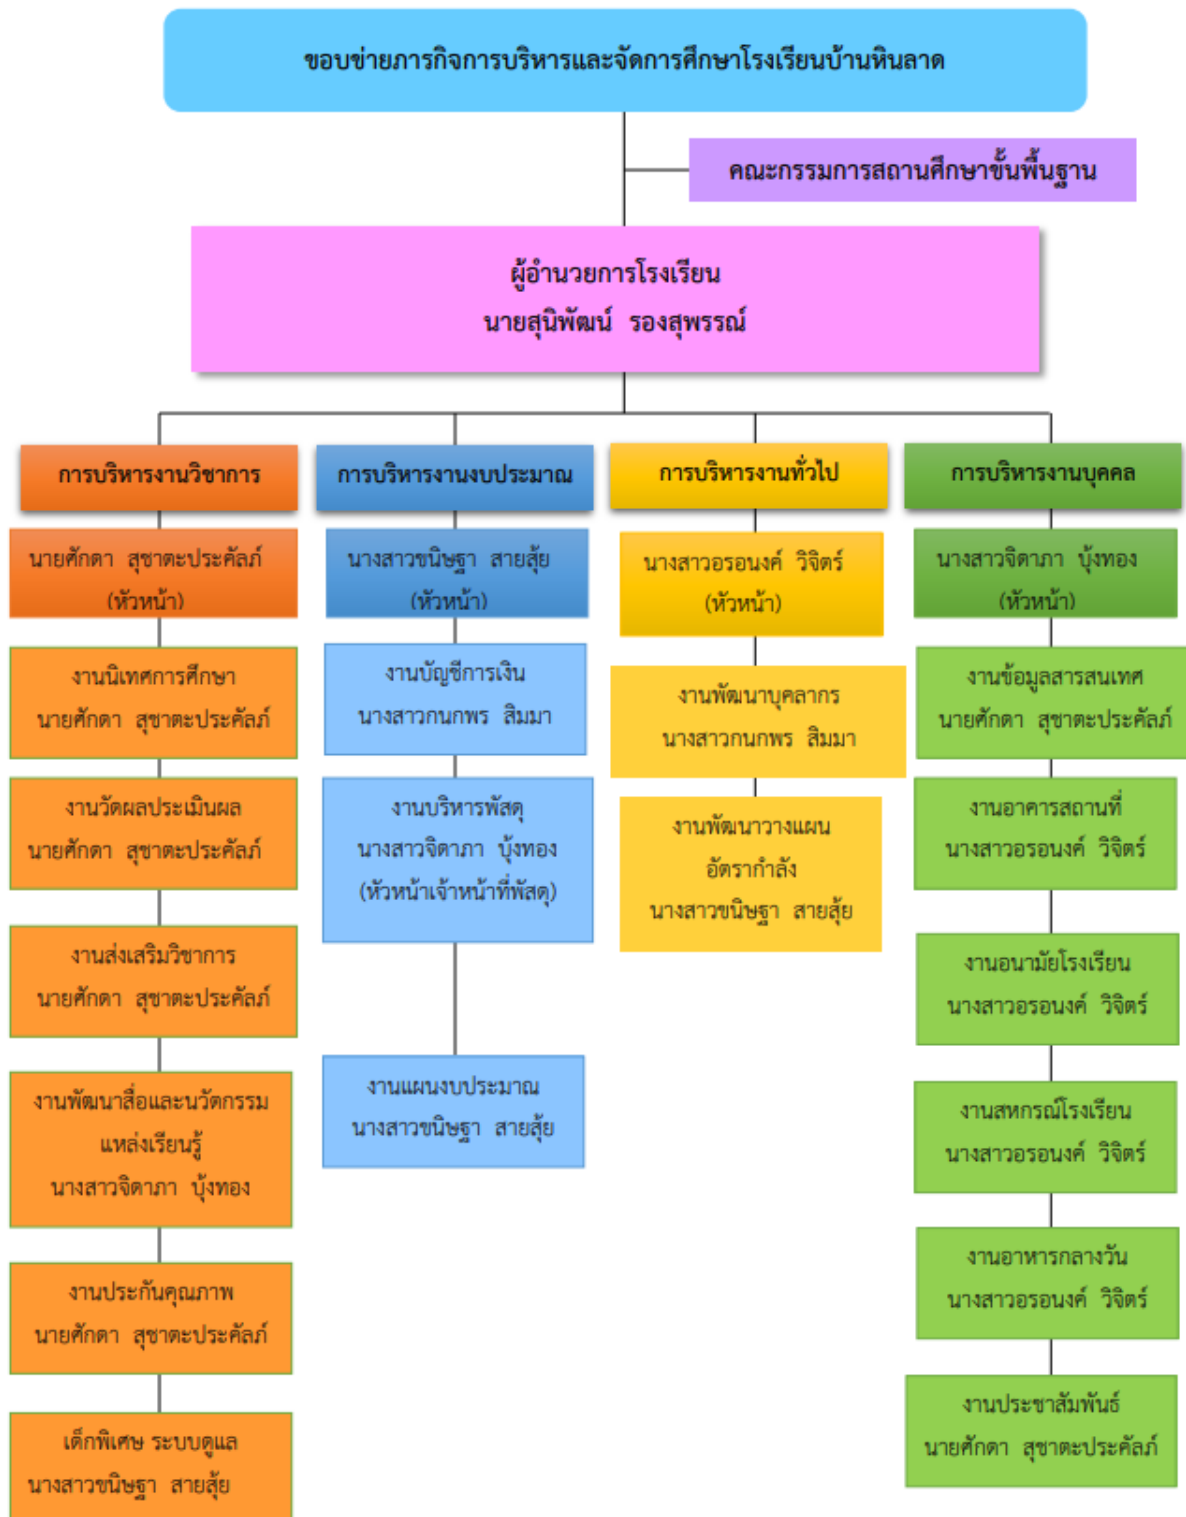 ขอบข่ายภารกิจการบริหารและจัดการศึกษาโรงเรียนบ้านหินลาด
คณะกรรมการสถานศึกษาขั้นพื้นฐาน
ผู้อำนวยการโรงเรียน
นายสุนิพัฒน์ รองสุพรรณ์
การบริหารงานวิชาการ
นายศักดา สุชาตะประคัลภ์
(หัวหน้า)
งานนิเทศการศึกษา
นายศักดา สุชาตะประคัลภ์
งานวัดผลประเมินผล
นายศักดา สุชาตะประคัลภ์
งานส่งเสริมวิชาการ
นายศักดา สุชาตะประคัลภ์
งานพัฒนาสื่อและนวัตกรรม
แหล่งเรียนรู้
นางสาวจิดาภา บุ้งทอง
งานประกันคุณภาพ
นายศักดา สุชาตะประคัลภ์
เด็กพิเศษ ระบบดูแล
นางสาวขนิษฐา สายสุ้ย
การบริหารงานงบประมาณ
นางสาวขนิษฐา สายสุ้ย
(หัวหน้า)
งานบัญชีการเงิน
นางสาวกนกพร สิมมา
งานบริหารพัสดุ
นางสาวจิดาภา บุ้งทอง
(หัวหน้าเจ้าหน้าที่พัสดุ)
งานแผนงบประมาณ
นางสาวขนิษฐา สายสุ้ย
การบริหารงานทั่วไป
นางสาวอรอนงค์ วิจิตร์
(หัวหน้า)
งานพัฒนาบุคลากร
นางสาวกนกพร สิมมา
งานพัฒนาวางแผน
อัตรากำลัง
นางสาวขนิษฐา สายสุ้ย
การบริหารงานบุคคล
นางสาวจิดาภา บุ้งทอง
(หัวหน้า)
งานข้อมูลสารสนเทศ
นายศักดา สุชาตะประคัลภ์
งานอาคารสถานที่
นางสาวอรอนงค์ วิจิตร์
งานอนามัยโรงเรียน
นางสาวอรอนงค์ วิจิตร์
งานสหกรณ์โรงเรียน
นางสาวอรอนงค์ วิจิตร์
งานอาหารกลางวัน
นางสาวอรอนงค์ วิจิตร์
งานประชาสัมพันธ์
นายศักดา สุชาตะประคัลภ์